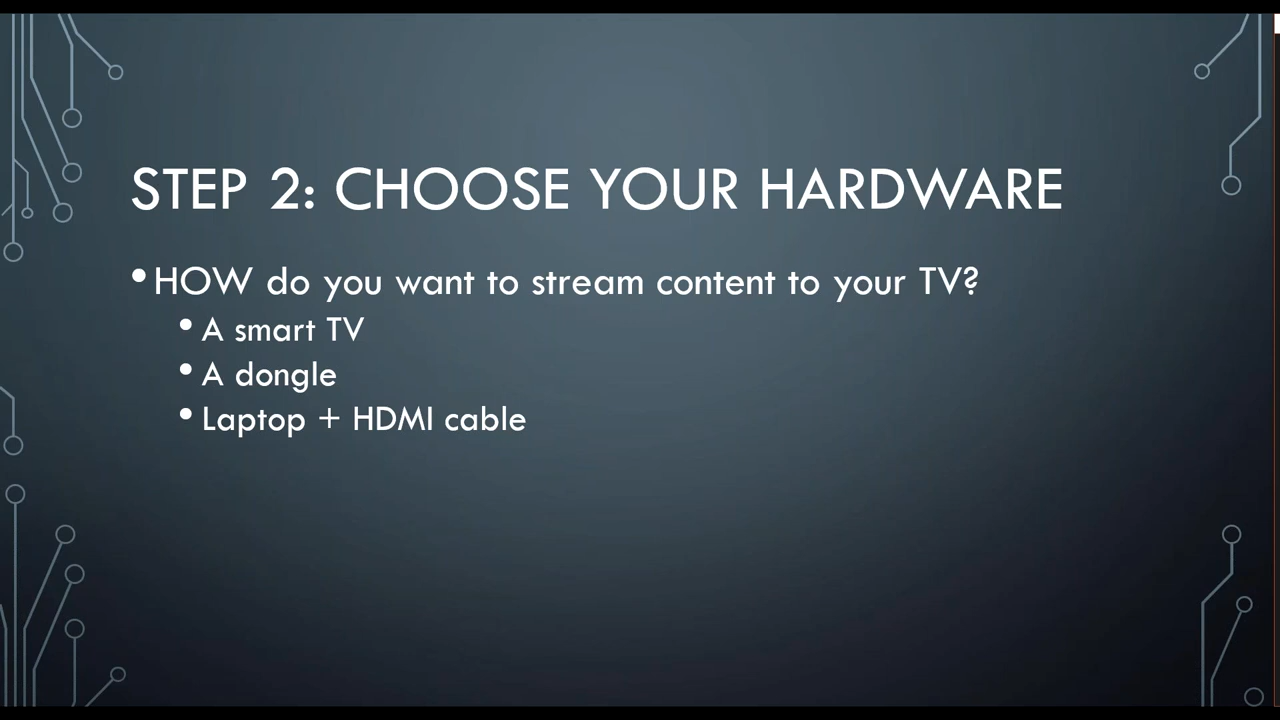 STEP 2: CHOOSE YOUR HARDWARE
• HOW do you want to stream content to your TV?
• A smart TV
• A dongle
• Laptop + HDMI cable